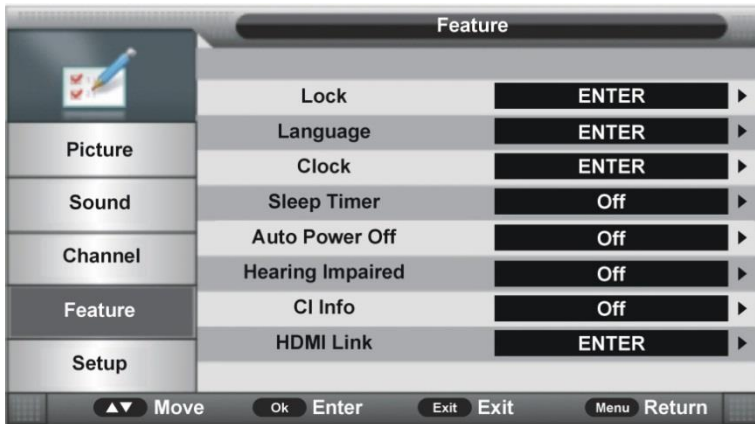 Feature
Picture
Sound
Channel
Feature
Setup
Lock ENTER
Language ENTER
Clock ENTER
Sleep Timer Off
Auto Power Off Off
Hearing Impaired Off
CI Info Off
HDMI Link ENTER
▲▼ Move Ok Enter Exit Exit Menu Return